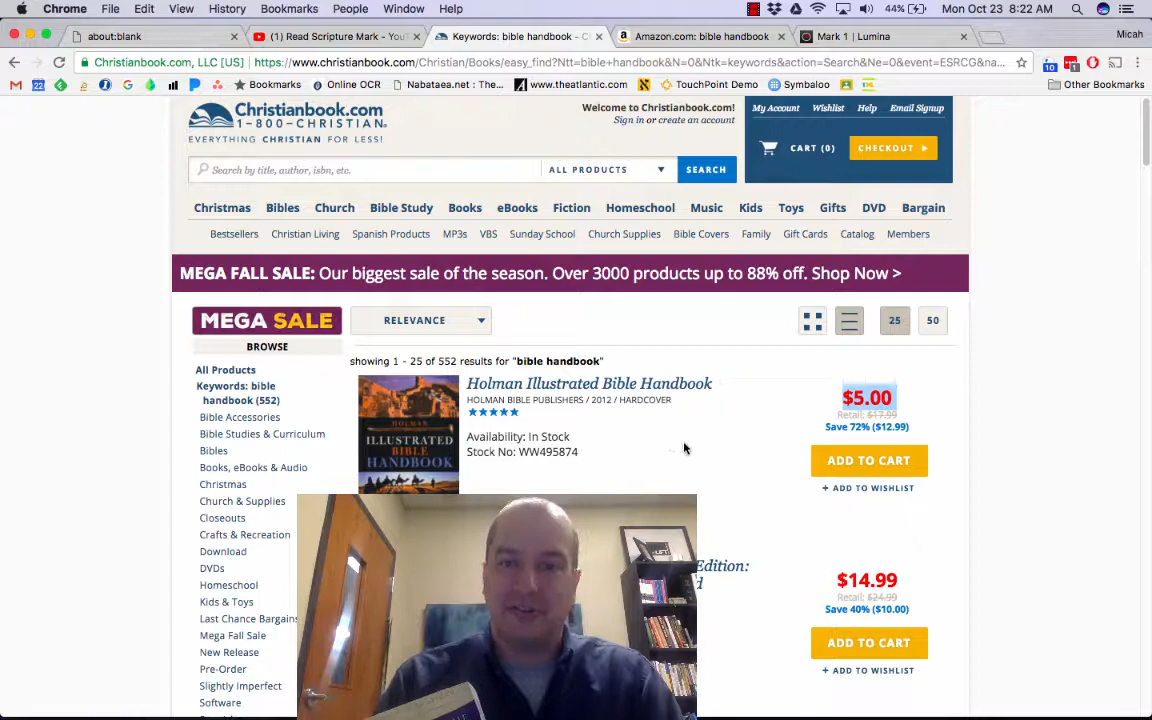 Chrome File Edit View History Bookmarks People Window Help 44% Mon Oct 23 8:22 AM
about:blank (1) Read Scripture Mark - YouT Keywords: bible handbook - C Amazon.com: bible handbook Mark 1 | Lumina Micah
Christianbook.com, LLC [US] https://www.christianbook.com/Christian/Books/easy_find?Ntt=bible+handbook&N=0&Ntk=keywords&action=Search&Ne=0&event=ESRCG&na...
Bookmarks Online OCR Nabataea.net : The... www.theatlantic.com TouchPoint Demo Symbaloo Other Bookmarks
Christianbook.com
1-800-CHRISTIAN.
EVERYTHING CHRISTIAN FOR LESS!
Welcome to Christianbook.com!
Sign in or create an account
My Account Wishlist Help Email Signup
CART (0) CHECKOUT
Search by title, author, isbn, etc. ALL PRODUCTS SEARCH
Christmas Bibles Church Bible Study Books eBooks Fiction Homeschool Music Kids Toys Gifts DVD Bargain
Bestsellers Christian Living Spanish Products MP3s VBS Sunday School Church Supplies Bible Covers Family Gift Cards Catalog Members
MEGA FALL SALE: Our biggest sale of the season. Over 3000 products up to 88% off. Shop Now >
MEGA SALE
BROWSE
All Products
Keywords: bible
handbook (552)
Bible Accessories
Bible Studies & Curriculum
Bibles
Books, eBooks & Audio
Christmas
Church & Supplies
Closeouts
Crafts & Recreation
Download
DVDs
Homeschool
Kids & Toys
Last Chance Bargains
Mega Fall Sale
New Release
Pre-Order
Slightly Imperfect
Software
RELEVANCE 25 50
showing 1 - 25 of 552 results for "bible handbook"
HOLMAN
ILLUSTRATED
BIBLE
HANDBOOK
Holman Illustrated Bible Handbook
HOLMAN BIBLE PUBLISHERS / 2012 / HARDCOVER
Availability: In Stock
Stock No: WW495874
$5.00
Retail: $17.99
Save 72% ($12.99)
ADD TO CART
+ ADD TO WISHLIST
Edition:
d
$14.99
Retail: $24.99
Save 40% ($10.00)
ADD TO CART
+ ADD TO WISHLIST